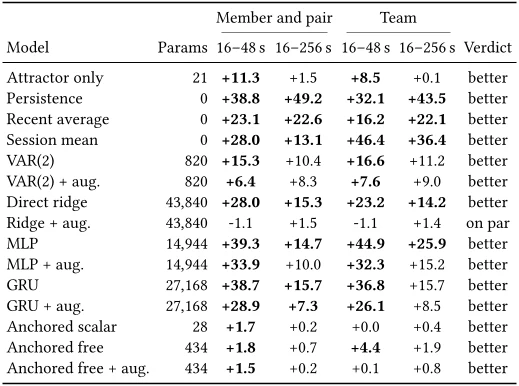 Member and pair Team
Model Params 16–48 s 16–256 s 16–48 s 16–256 s Verdict
Attractor only 21 +11.3 +1.5 +8.5 +0.1 better
Persistence 0 +38.8 +49.2 +32.1 +43.5 better
Recent average 0 +23.1 +22.6 +16.2 +22.1 better
Session mean 0 +28.0 +13.1 +46.4 +36.4 better
VAR(2) 820 +15.3 +10.4 +16.6 +11.2 better
VAR(2) + aug. 820 +6.4 +8.3 +7.6 +9.0 better
Direct ridge 43,840 +28.0 +15.3 +23.2 +14.2 better
Ridge + aug. 43,840 -1.1 +1.5 -1.1 +1.4 on par
MLP 14,944 +39.3 +14.7 +44.9 +25.9 better
MLP + aug. 14,944 +33.9 +10.0 +32.3 +15.2 better
GRU 27,168 +38.7 +15.7 +36.8 +15.7 better
GRU + aug. 27,168 +28.9 +7.3 +26.1 +8.5 better
Anchored scalar 28 +1.7 +0.2 +0.0 +0.4 better
Anchored free 434 +1.8 +0.7 +4.4 +1.9 better
Anchored free + aug. 434 +1.5 +0.2 +0.1 +0.8 better